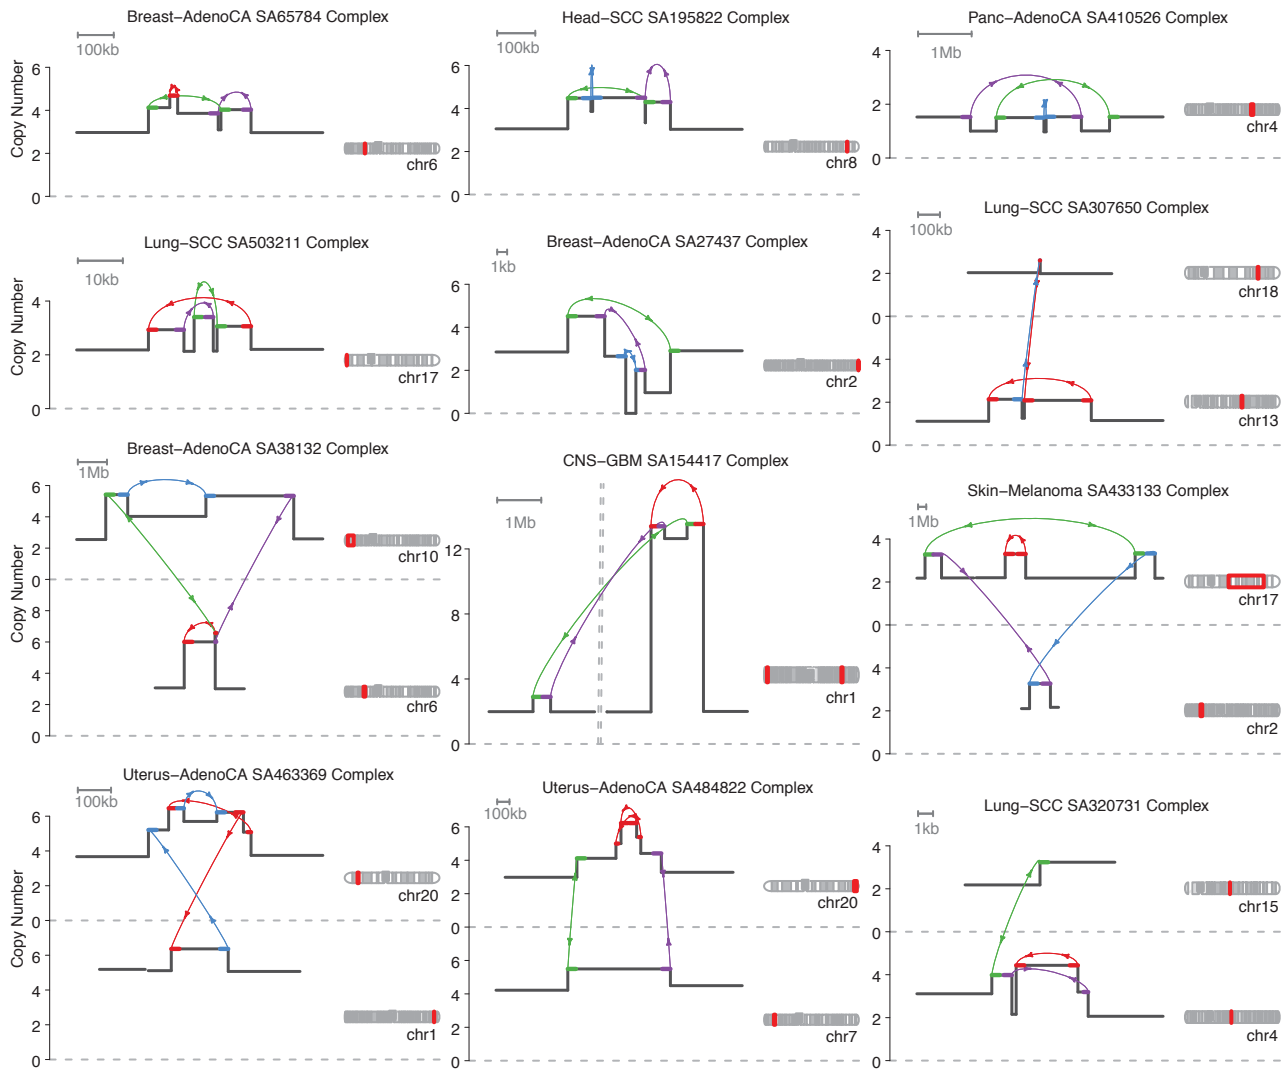 Breast−AdenoCA SA65784 Complex
100kb
Copy Number
6
4
2
0
chr6
Head−SCC SA195822 Complex
100kb
6
4
2
0
chr8
Panc−AdenoCA SA410526 Complex
1Mb
4
2
0
chr4
Lung−SCC SA503211 Complex
10kb
Copy Number
4
2
0
chr17
Breast−AdenoCA SA27437 Complex
1kb
6
4
2
0
chr2
Lung−SCC SA307650 Complex
100kb
4
2
0
chr18
4
2
0
chr13
Breast−AdenoCA SA38132 Complex
1Mb
Copy Number
6
4
2
0
chr10
8
6
4
2
0
chr6
CNS−GBM SA154417 Complex
1Mb
12
8
4
0
chr1
Skin−Melanoma SA433133 Complex
1Mb
4
2
0
chr17
4
2
0
chr2
Uterus−AdenoCA SA463369 Complex
100kb
Copy Number
6
4
2
0
chr20
6
4
2
0
chr1
Uterus−AdenoCA SA484822 Complex
100kb
6
4
2
0
chr20
6
4
2
0
chr7
Lung−SCC SA320731 Complex
1kb
4
2
0
chr15
4
2
0
chr4